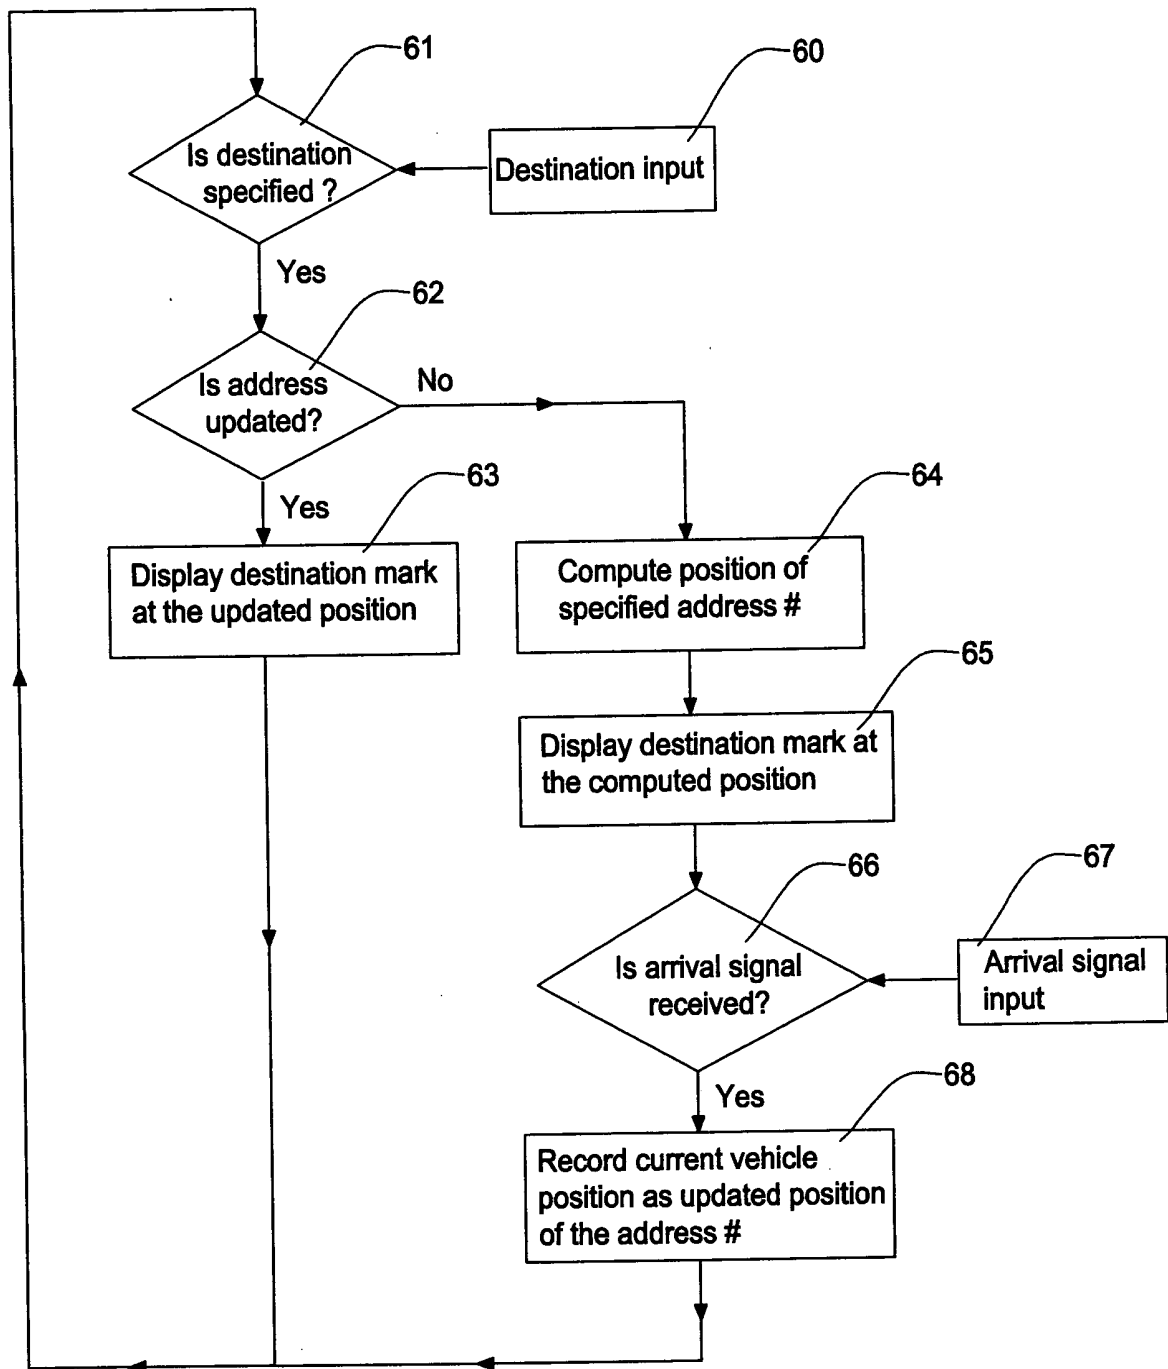 61
60
Is destination
specified ?
Destination input
Yes
62
Is address
updated?
No
63
Yes
64
Display destination mark
at the updated position
Compute position of
specified address #
65
Display destination mark at
the computed position
66
67
Is arrival signal
received?
Arrival signal
input
68
Yes
Record current vehicle
position as updated position
of the address #